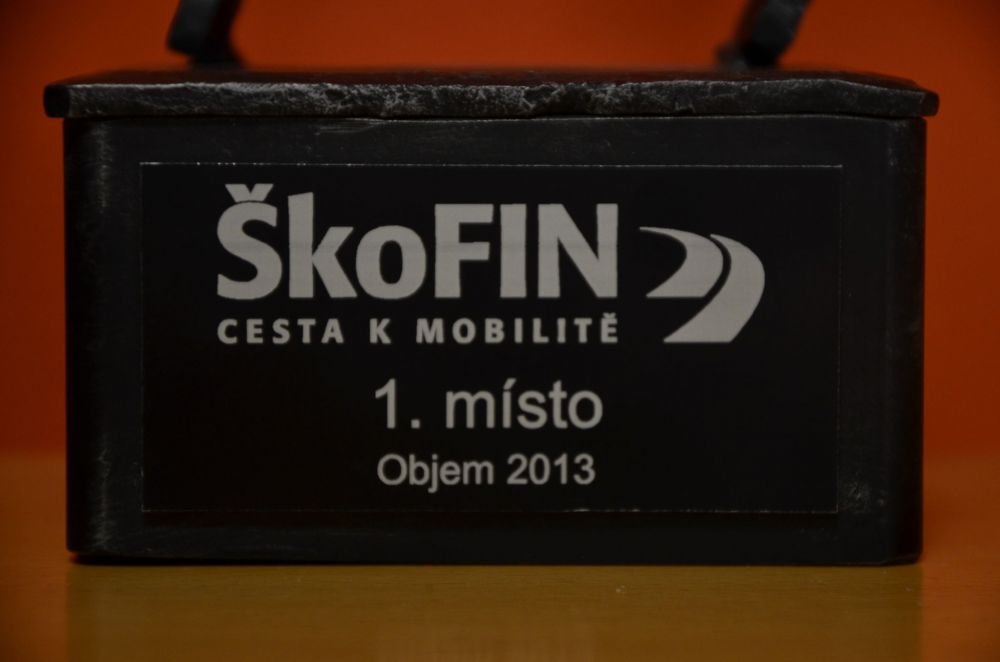 ŠkoFIN
CESTA K MOBILITĚ
1. místo
Objem 2013